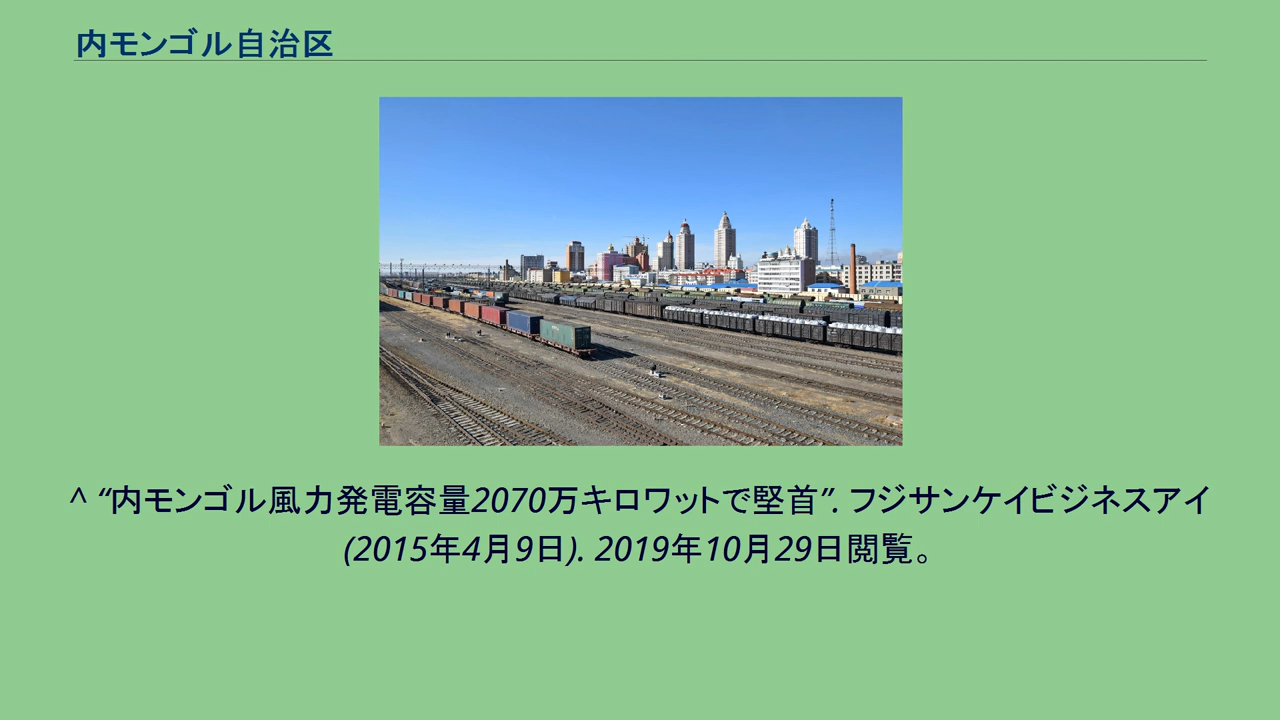 内モンゴル自治区
^ “内モンゴル風力発電容量2070万キロワットで堅首”. フジサンケイビジネスアイ
(2015年4月9日). 2019年10月29日閲覧。